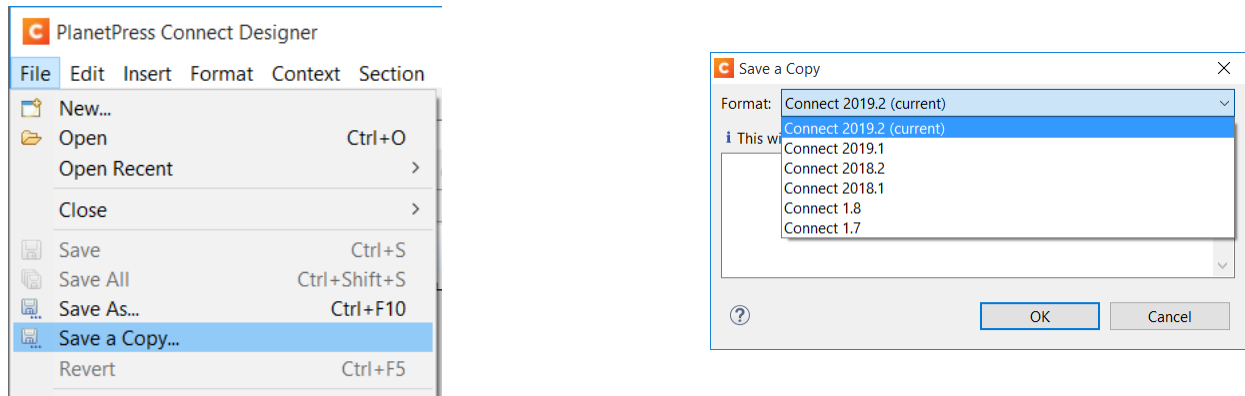 PlanetPress Connect Designer
File Edit Insert Format Context Section
New...
Open Ctrl+O
Open Recent
Close
Save Ctrl+S
Save All Ctrl+Shift+S
Save As... Ctrl+F10
Save a Copy...
Revert Ctrl+F5
Save a Copy
Format: Connect 2019.2 (current)
Connect 2019.2 (current)
This wi
Connect 2019.1
Connect 2018.2
Connect 2018.1
Connect 1.8
Connect 1.7
OK Cancel